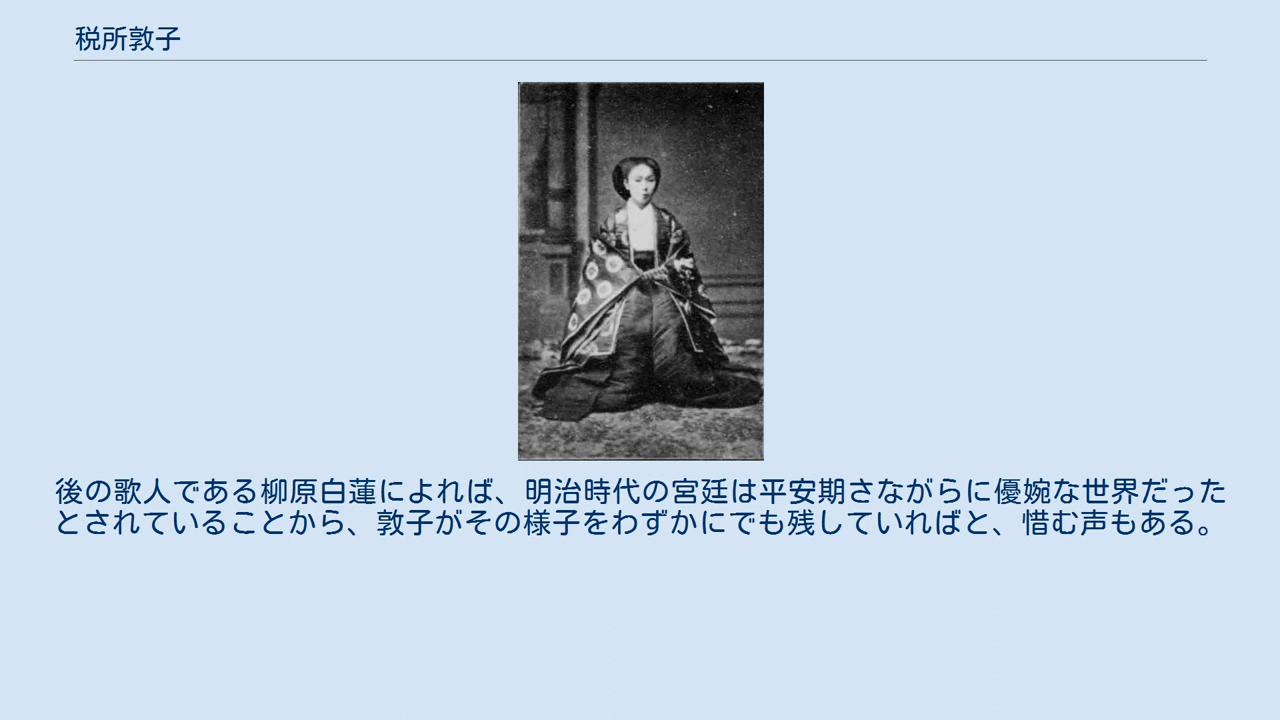 税所敦子
後の歌人である柳原白蓮によれば、明治時代の宮廷は平安期さながらに優婉な世界だった
とされていることから、敦子がその様子をわずかにでも残していればと、惜む声もある。